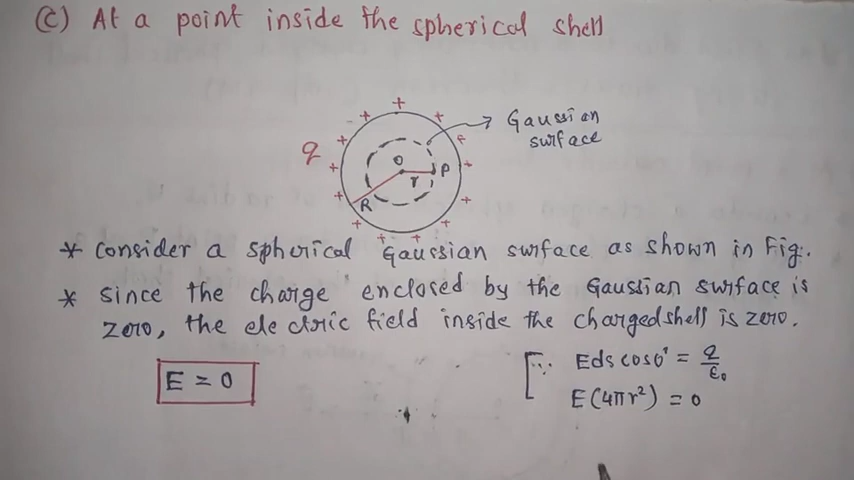 (C) At a point inside the spherical shell
Gaussian
surface
q
O
r
P
R
* Consider a spherical Gaussian surface as shown in Fig.
* Since the charge enclosed by the Gaussian surface is
zero, the electric field inside the charged shell is zero.
E = 0
[∵ Eds cos0° = q/ε₀
E(4πr²) = 0